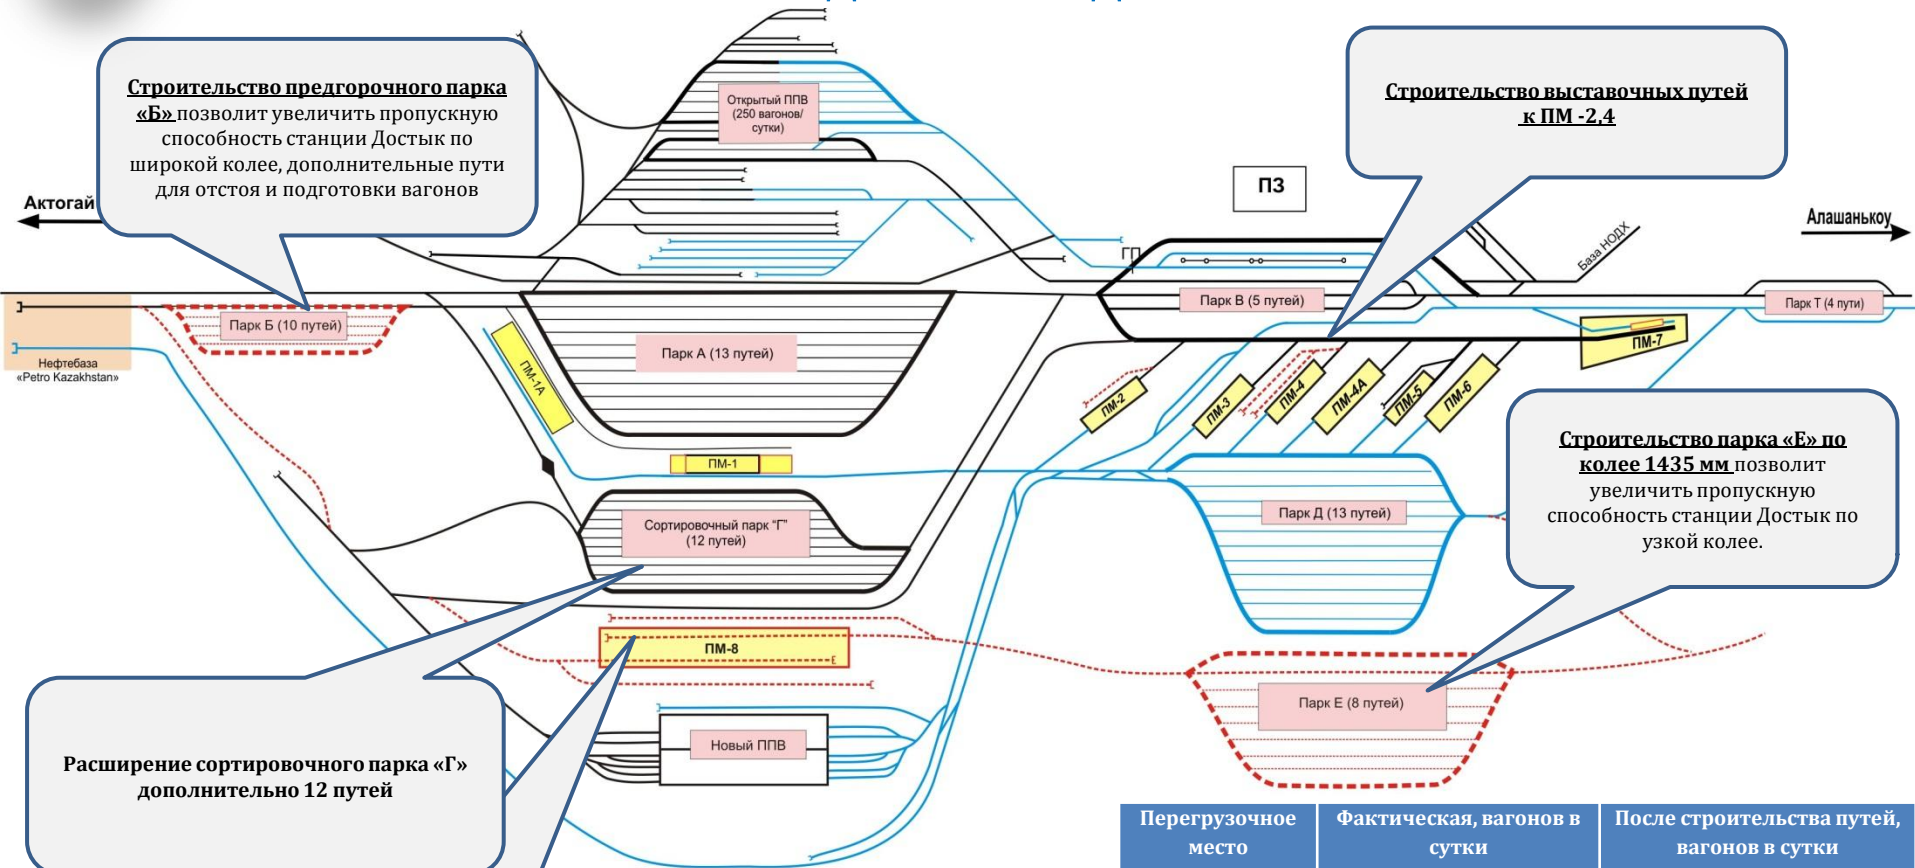 Строительство предгорочного парка
«Б» позволит увеличить пропускную
способность станции Достык по
широкой колее, дополнительные пути
для отстоя и подготовки вагонов
Открытый ППВ
(250 вагонов/
сутки)
Строительство выставочных путей
к ПМ -2,4
ПЗ
Актогай
Алашанькоу
База НОДХ
ГП
Парк Б (10 путей)
Парк А (13 путей)
Парк В (5 путей)
Парк Т (4 пути)
Нефтебаза
«Petro Kazakhstan»
ПМ-1А
ПМ-1
ПМ-2
ПМ-3
ПМ-4
ПМ-4А
ПМ-5
ПМ-6
ПМ-7
Сортировочный парк "Г"
(12 путей)
Парк Д (13 путей)
Строительство парка «Е» по
колее 1435 мм позволит
увеличить пропускную
способность станции Достык по
узкой колее.
ПМ-8
Парк Е (8 путей)
Новый ППВ
Расширение сортировочного парка «Г»
дополнительно 12 путей
Перегрузочное
место
Фактическая, вагонов в
сутки
После строительства путей,
вагонов в сутки